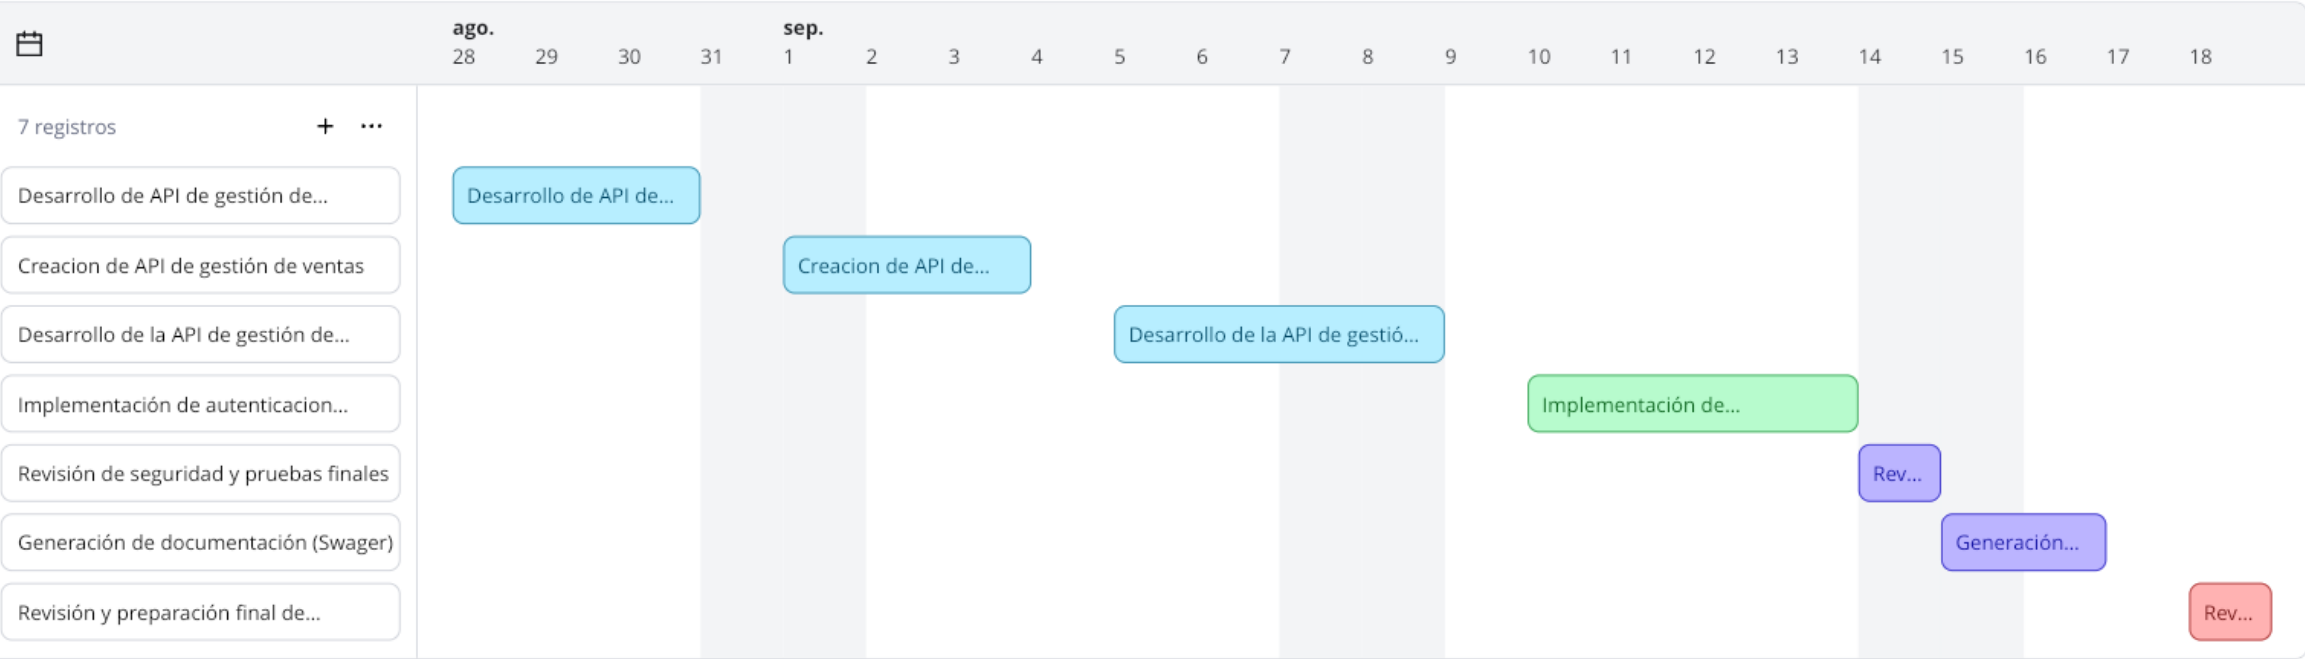 ago. sep.
28 29 30 31 1 2 3 4 5 6 7 8 9 10 11 12 13 14 15 16 17 18
7 registros + ...
Desarrollo de API de gestión de... Desarrollo de API de...
Creacion de API de gestión de ventas Creacion de API de...
Desarrollo de la API de gestión de... Desarrollo de la API de gestió...
Implementación de autenticacion... Implementación de...
Revisión de seguridad y pruebas finales Rev...
Generación de documentación (Swager) Generación...
Revisión y preparación final de... Rev...